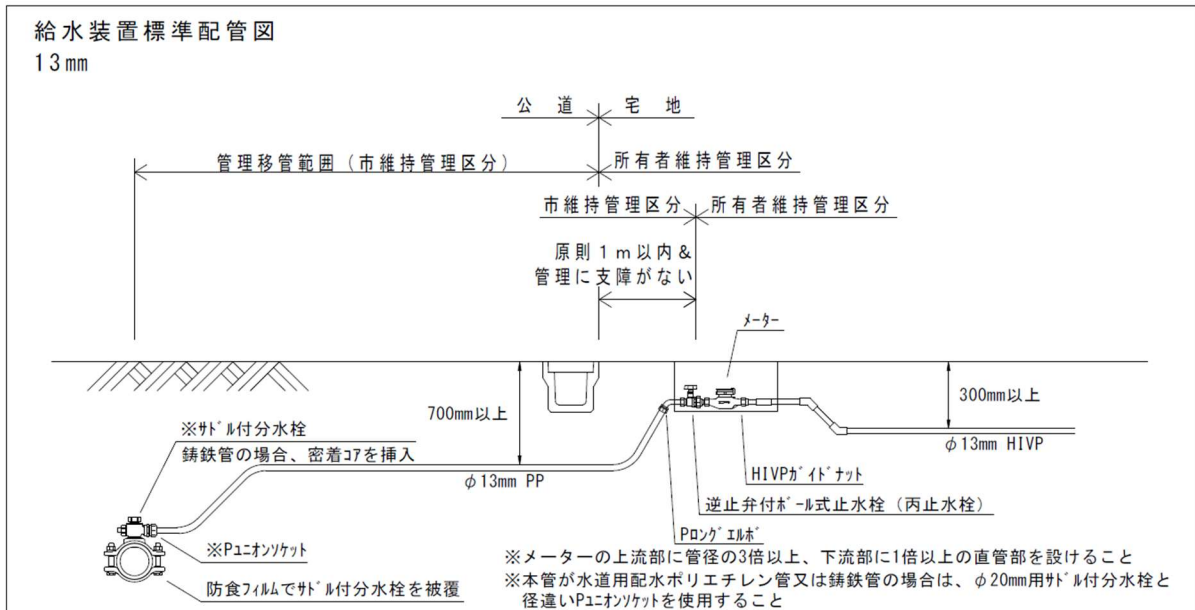 給水装置標準配管図
13mm
公 道 宅 地
管理移管範囲(市維持管理区分) 所有者維持管理区分
市維持管理区分 所有者維持管理区分
原則1m以内&
管理に支障がない
メーター
700mm以上
300mm以上
※サドル付分水栓
鋳鉄管の場合、密着コアを挿入
φ13mm PP
φ13mm HIVP
HIVPガイドナット
逆止弁付ボール式止水栓(丙止水栓)
Pロングエルボ
※Pユニオンソケット
防食フィルムでサドル付分水栓を被覆
※メーターの上流部に管径の3倍以上、下流部に1倍以上の直管部を設けること
※本管が水道用配水ポリエチレン管又は鋳鉄管の場合は、φ20mm用サドル付分水栓と
径違いPユニオンソケットを使用すること